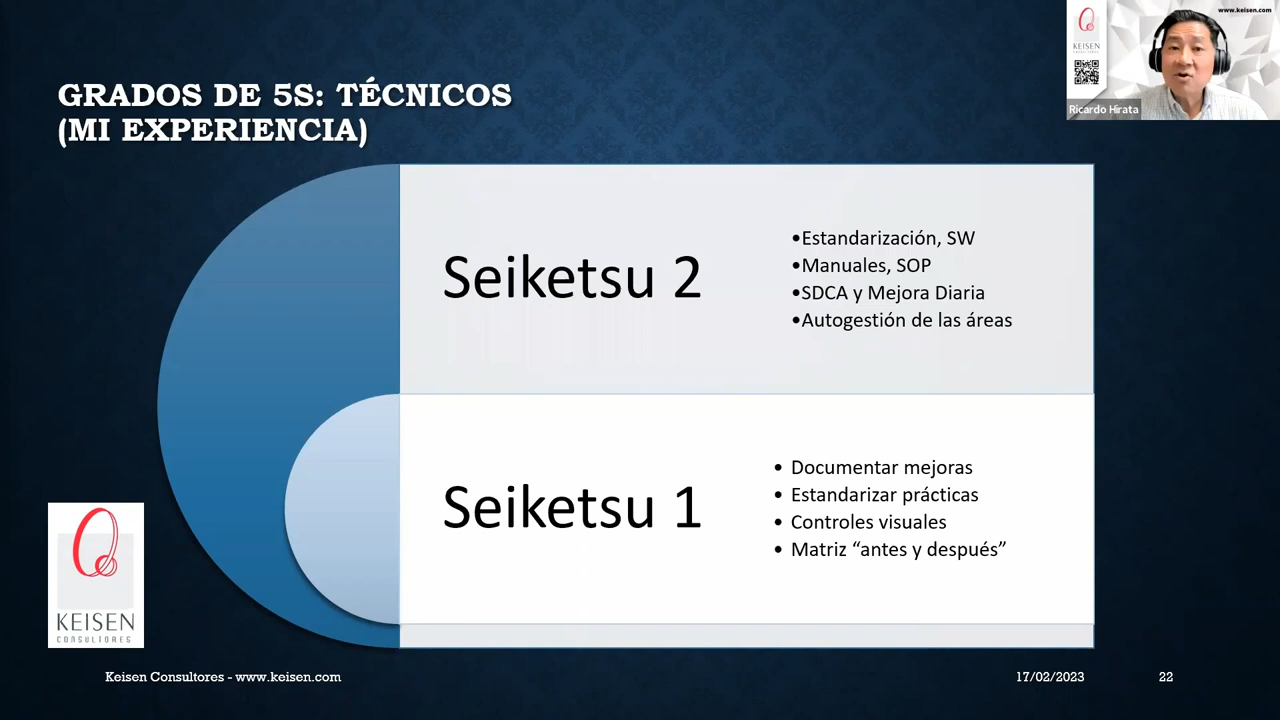 www.keisen.com
KEISEN
CONSULTORES
Ricardo Hirata
GRADOS DE 5S: TÉCNICOS
(MI EXPERIENCIA)
Seiketsu 2
•Estandarización, SW
•Manuales, SOP
•SDCA y Mejora Diaria
•Autogestión de las áreas
Seiketsu 1
• Documentar mejoras
• Estandarizar prácticas
• Controles visuales
• Matriz “antes y después”
KEISEN
CONSULTORES
Keisen Consultores - www.keisen.com
17/02/2023
22